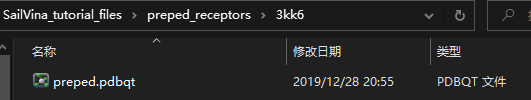 SailVina_tutorial_files › preped_receptors › 3kk6
名称 修改日期 类型
preped.pdbqt 2019/12/28 20:55 PDBQT 文件